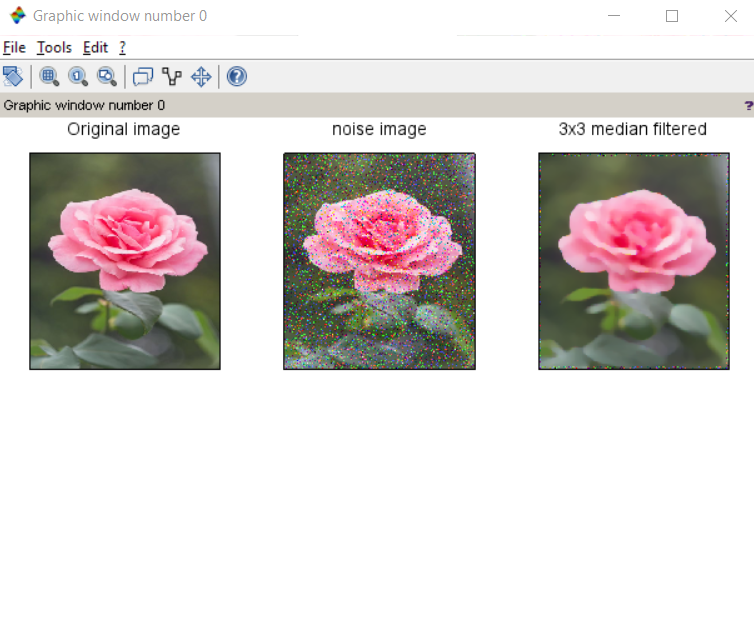 Graphic window number 0
File Tools Edit ?
Graphic window number 0 ?
Original image noise image 3x3 median filtered